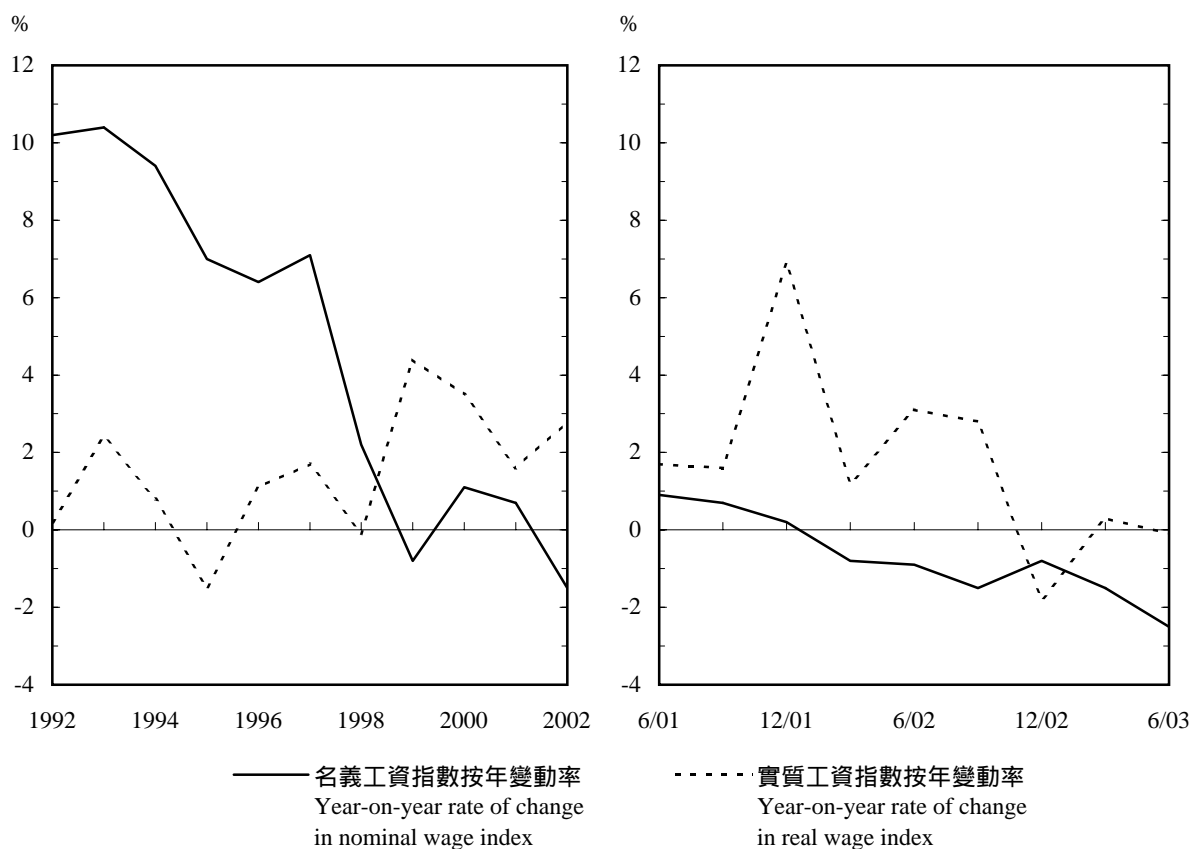 %
12
10
8
6
4
2
0
-2
-4
1992 1994 1996 1998 2000 2002
%
12
10
8
6
4
2
0
-2
-4
6/01 12/01 6/02 12/02 6/03
名義工資指數按年變動率
Year-on-year rate of change
in nominal wage index
實質工資指數按年變動率
Year-on-year rate of change
in real wage index